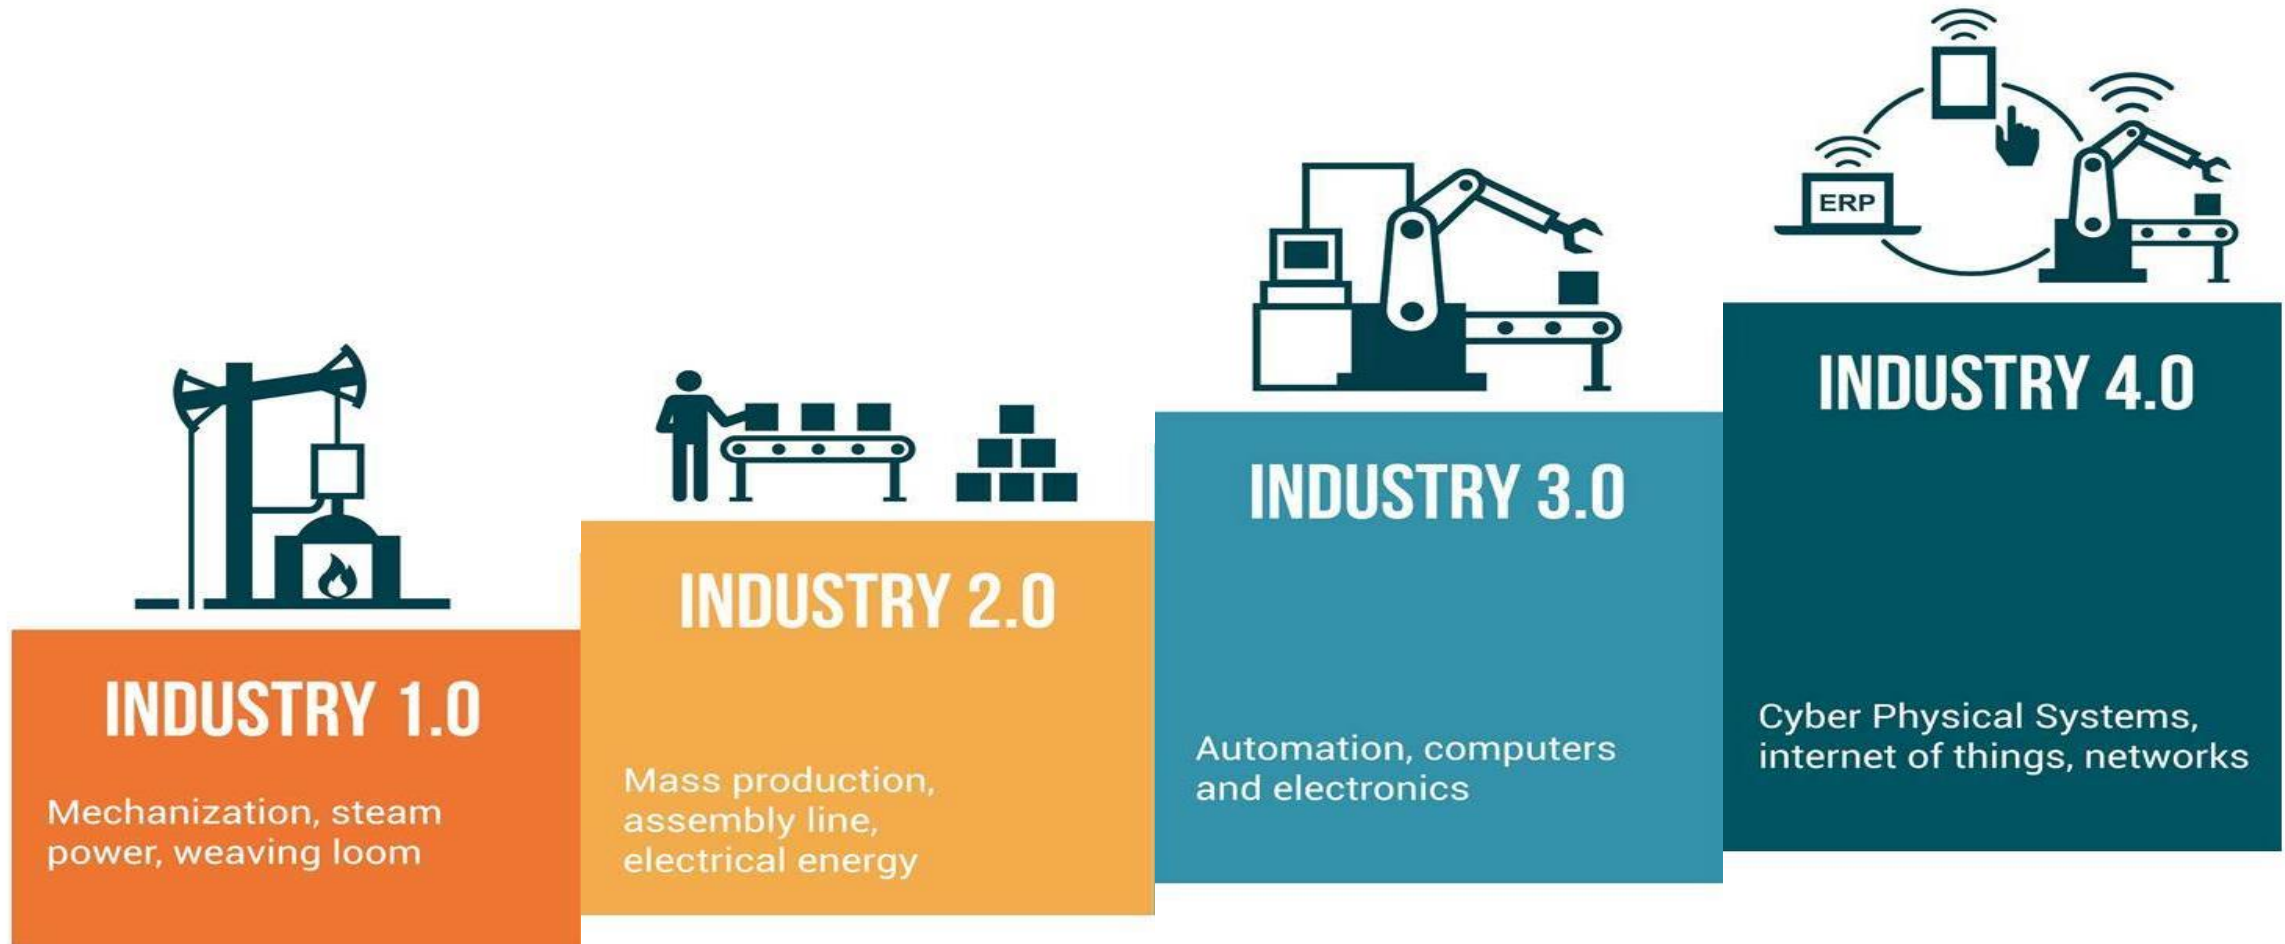 INDUSTRY 1.0
Mechanization, steam
power, weaving loom
INDUSTRY 2.0
Mass production,
assembly line,
electrical energy
INDUSTRY 3.0
Automation, computers
and electronics
ERP
INDUSTRY 4.0
Cyber Physical Systems,
internet of things, networks